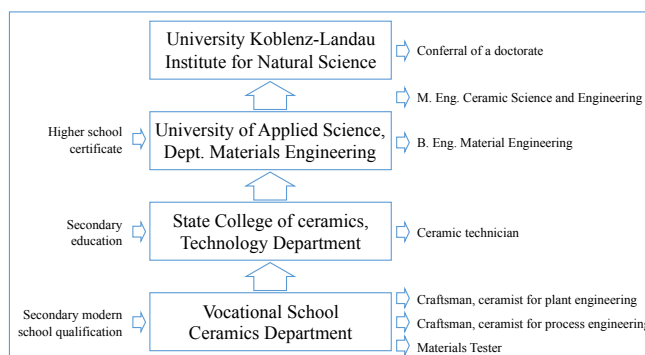 University Koblenz-Landau
Institute for Natural Science
Conferral of a doctorate
M. Eng. Ceramic Science and Engineering
Higher school
certificate
University of Applied Science,
Dept. Materials Engineering
B. Eng. Material Engineering
Secondary
education
State College of ceramics,
Technology Department
Ceramic technician
Secondary modern
school qualification
Vocational School
Ceramics Department
Craftsman, ceramist for plant engineering
Craftsman, ceramist for process engineering
Materials Tester